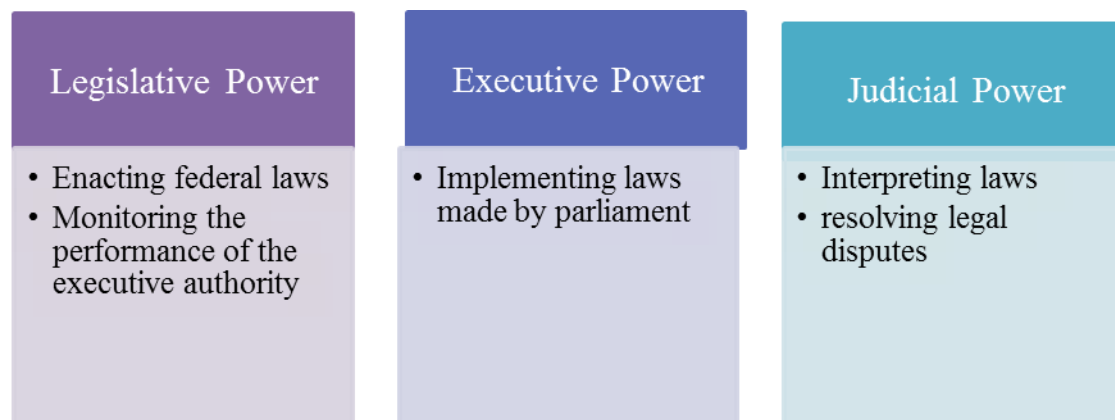 Legislative Power
• Enacting federal laws
• Monitoring the
performance of the
executive authority
Executive Power
• Implementing laws
made by parliament
Judicial Power
• Interpreting laws
• resolving legal
disputes